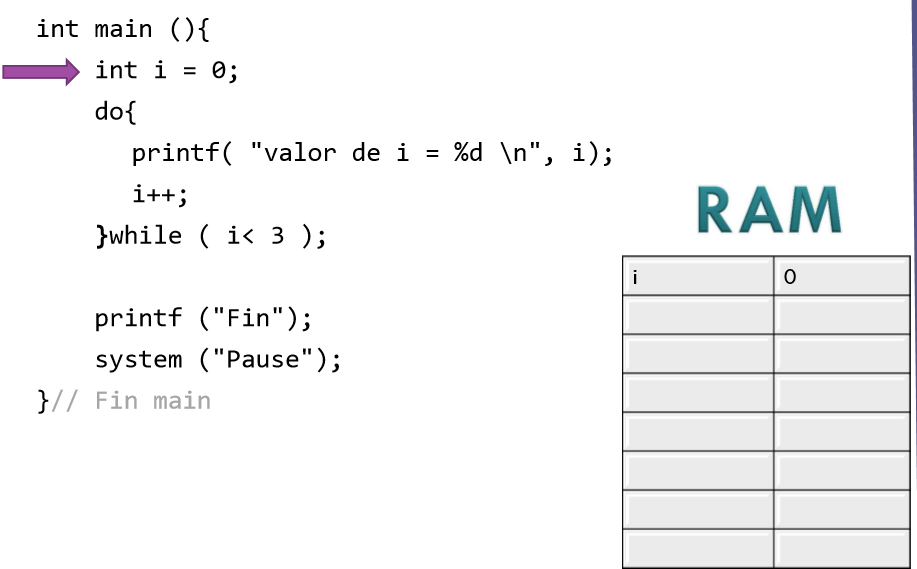 int main (){
int i = 0;
do{
printf( "valor de i = %d \n", i);
i++;
}while ( i< 3 );
printf ("Fin");
system ("Pause");
}// Fin main
RAM
i 0